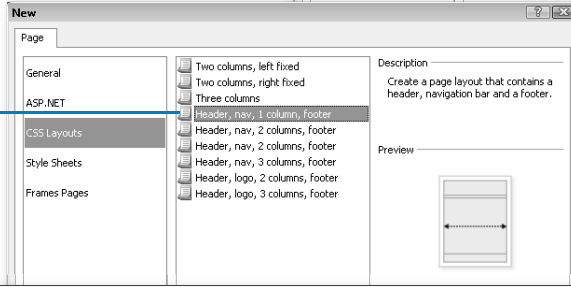 New
Page
General
ASP.NET
CSS Layouts
Style Sheets
Frames Pages
Two columns, left fixed
Two columns, right fixed
Three columns
Header, nav, 1 column, footer
Header, nav, 2 columns, footer
Header, nav, 2 columns, footer
Header, nav, 3 columns, footer
Header, logo, 2 columns, footer
Header, logo, 3 columns, footer
Description
Create a page layout that contains a
header, navigation bar and a footer.
Preview